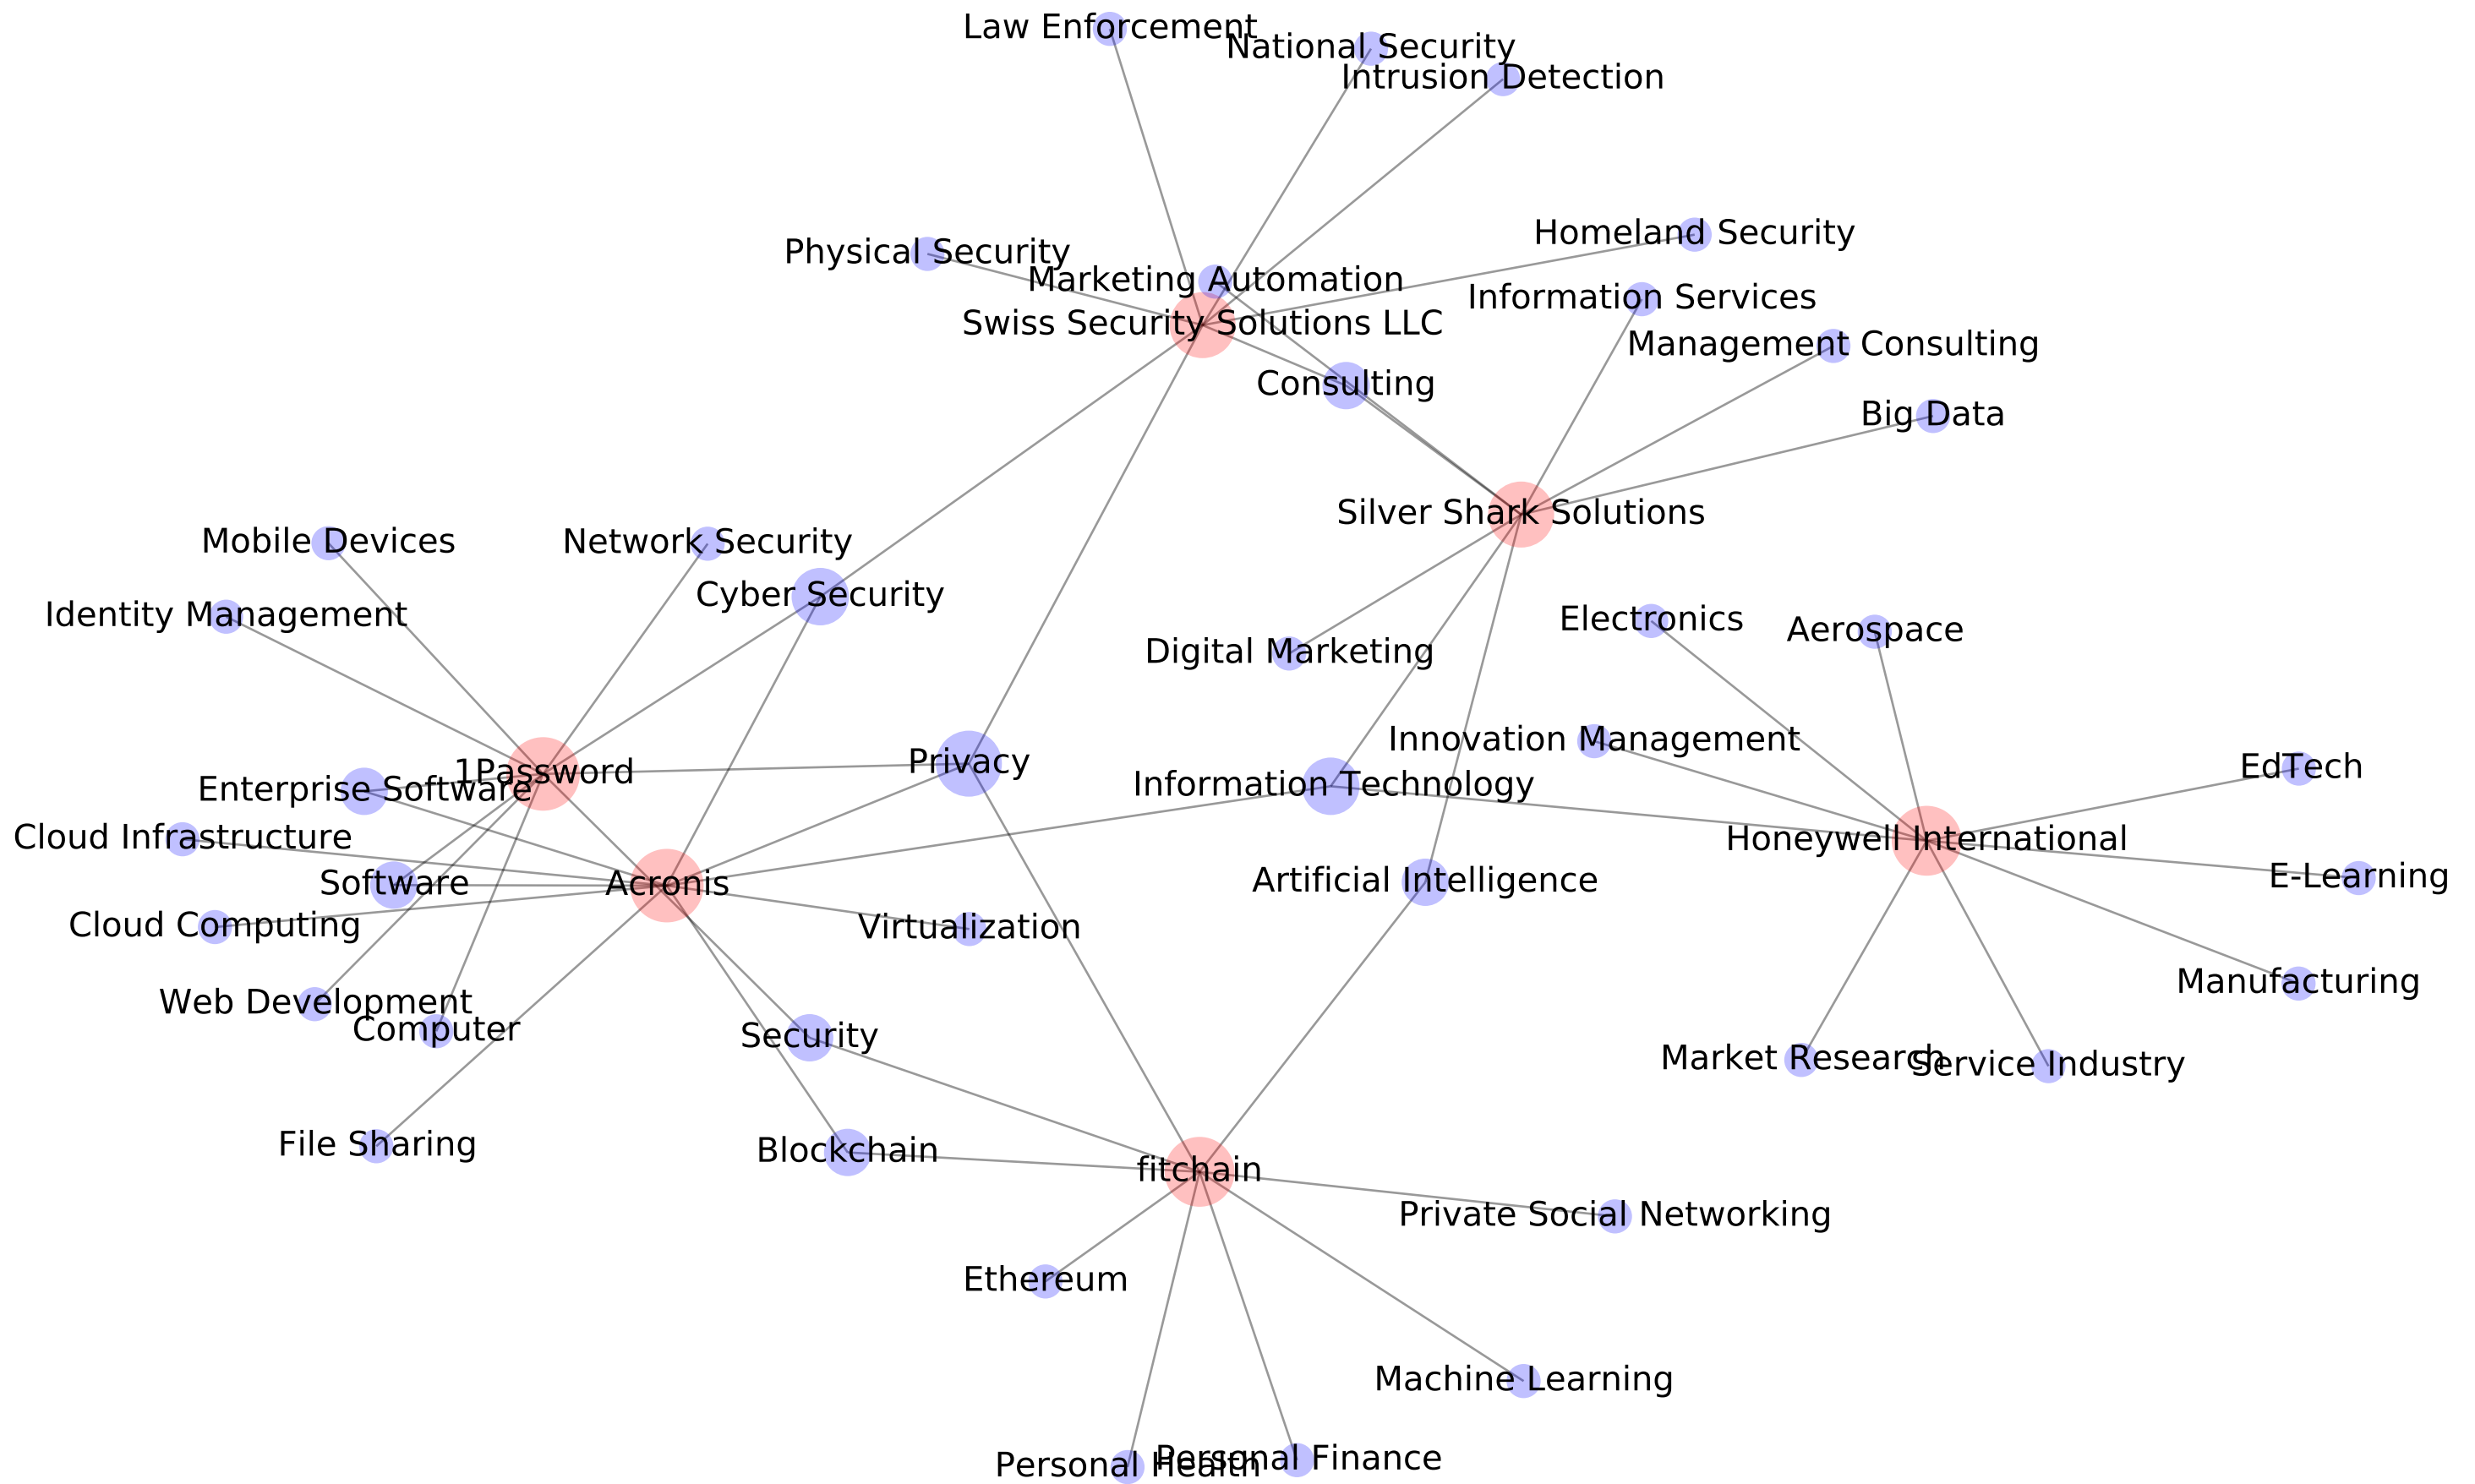 Law Enforcement
National Security
Intrusion Detection
Homeland Security
Physical Security
Marketing Automation
Information Services
Swiss Security Solutions LLC
Management Consulting
Consulting
Big Data
Silver Shark Solutions
Mobile Devices
Network Security
Cyber Security
Identity Management
Electronics
Aerospace
Digital Marketing
Innovation Management
Privacy
EdTech
1Password
Enterprise Software
Information Technology
Cloud Infrastructure
Honeywell International
Software
Acronis
Artificial Intelligence
E-Learning
Cloud Computing
Virtualization
Manufacturing
Web Development
Computer
Security
Market Research
Service Industry
File Sharing
Blockchain
fitchain
Private Social Networking
Ethereum
Machine Learning
Personal Health
Personal Finance